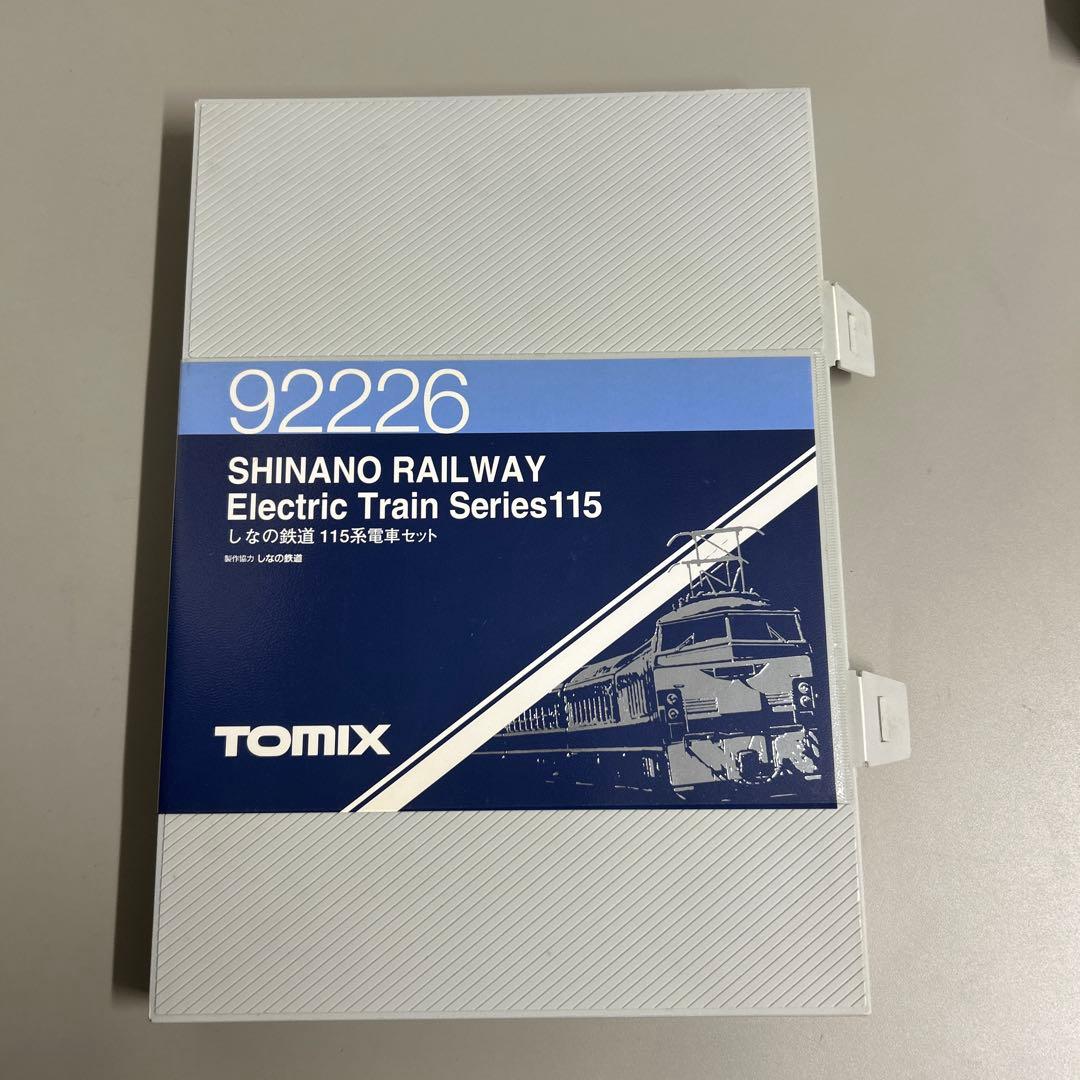 92226
SHINANO RAILWAY
Electric Train Series115
しなの鉄道 115系電車セット
製作協力 しなの鉄道
TOMIX